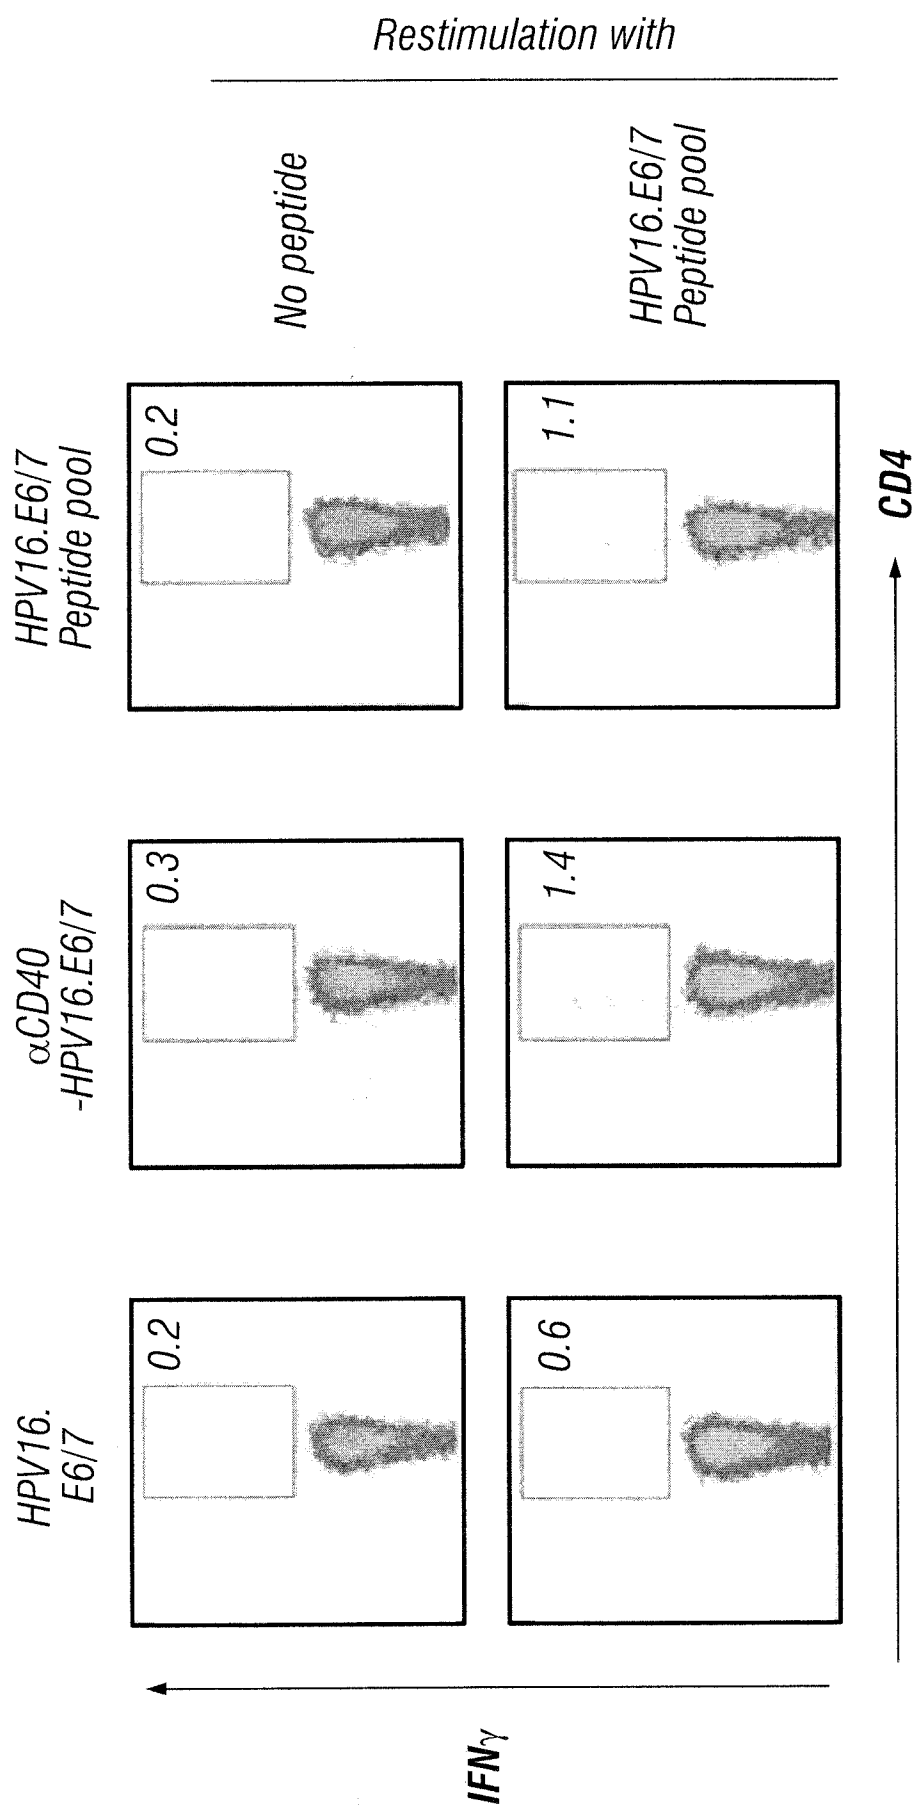 HPV16.
E6/7
αCD40
-HPV16.E6/7
HPV16.E6/7
Peptide pool
Restimulation with
0.2
0.3
0.2
No peptide
0.6
1.4
1.1
HPV16.E6/7
Peptide pool
IFNγ
CD4